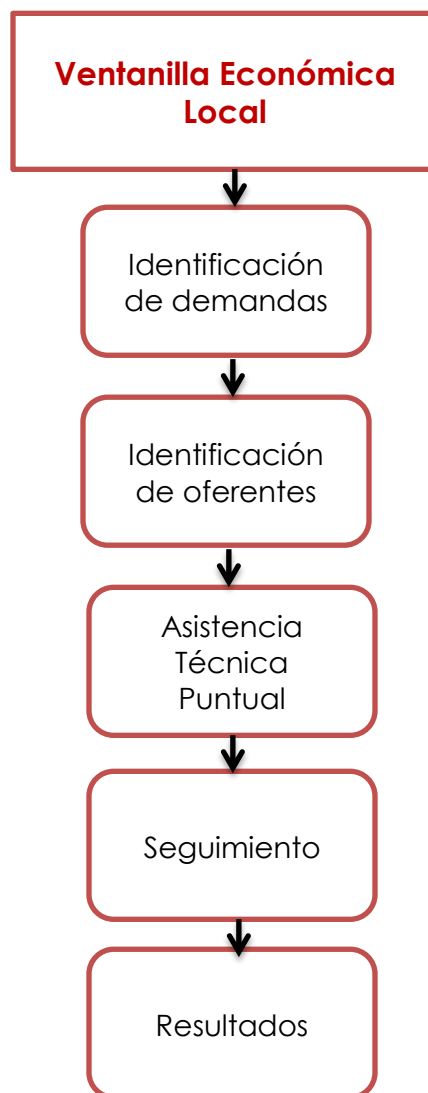 Ventanilla Económica
Local
Identificación
de demandas
Identificación
de oferentes
Asistencia
Técnica
Puntual
Seguimiento
Resultados